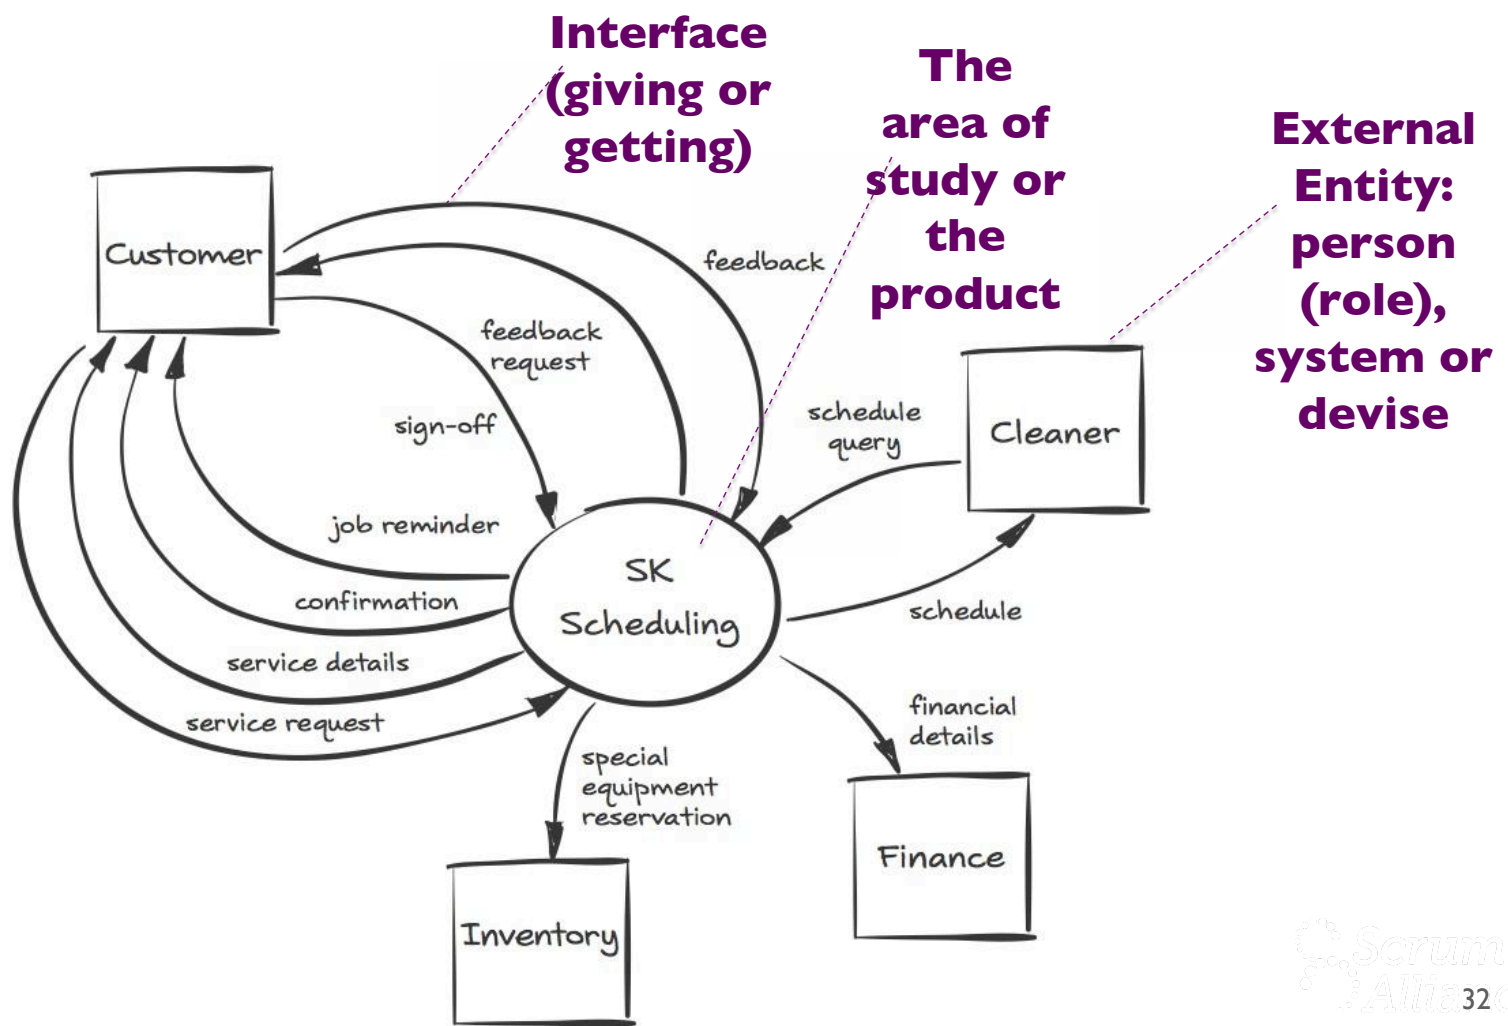 Interface
(giving or
getting)
The
area of
study or
the
product
External
Entity:
person
(role),
system or
devise
Customer
feedback
feedback
request
sign-off
schedule
query
Cleaner
job reminder
SK
Scheduling
confirmation
schedule
service details
service request
financial
details
special
equipment
reservation
Finance
Inventory
Scrum
Alliance
32